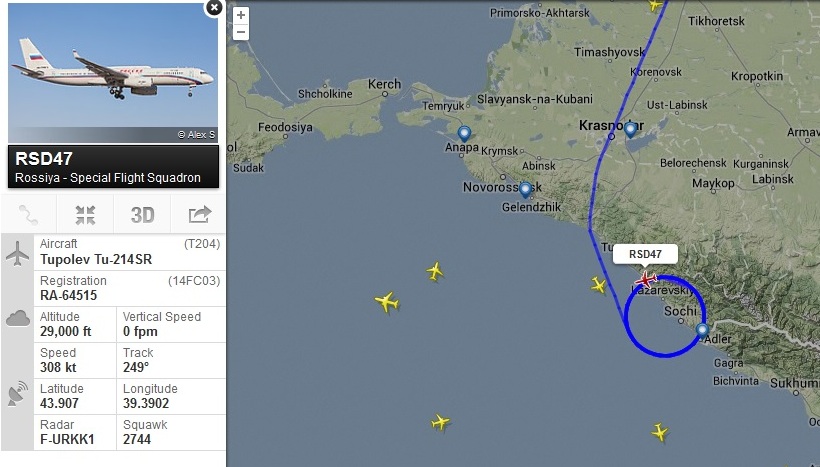 © Alex S
RSD47
Rossiya - Special Flight Squadron
3D
Aircraft (T204)
Tupolev Tu-214SR
Registration (14FC03)
RA-64515
Altitude Vertical Speed
29,000 ft 0 fpm
Speed Track
308 kt 249°
Latitude Longitude
43.907 39.3902
Radar Squawk
F-URKK1 2744
+
-
Primorsko-Akhtarsk
Tikhoretsk
Timashyovsk
Korenovsk
Kropotkin
Kerch
Shcholkine
Temryuk
Slavyansk-na-Kubani
Ust-Labinsk
Feodosiya
Krasnodar
Armav
Anapa
Krymsk
Abinsk
Sudak
Belorechensk
Kurganinsk
Maykop
Labinsk
Novorossiysk
Gelendzhik
Tu
RSD47
Lazarevskiy
Sochi
Adler
Gagra
Bichvinta
Sukhumi